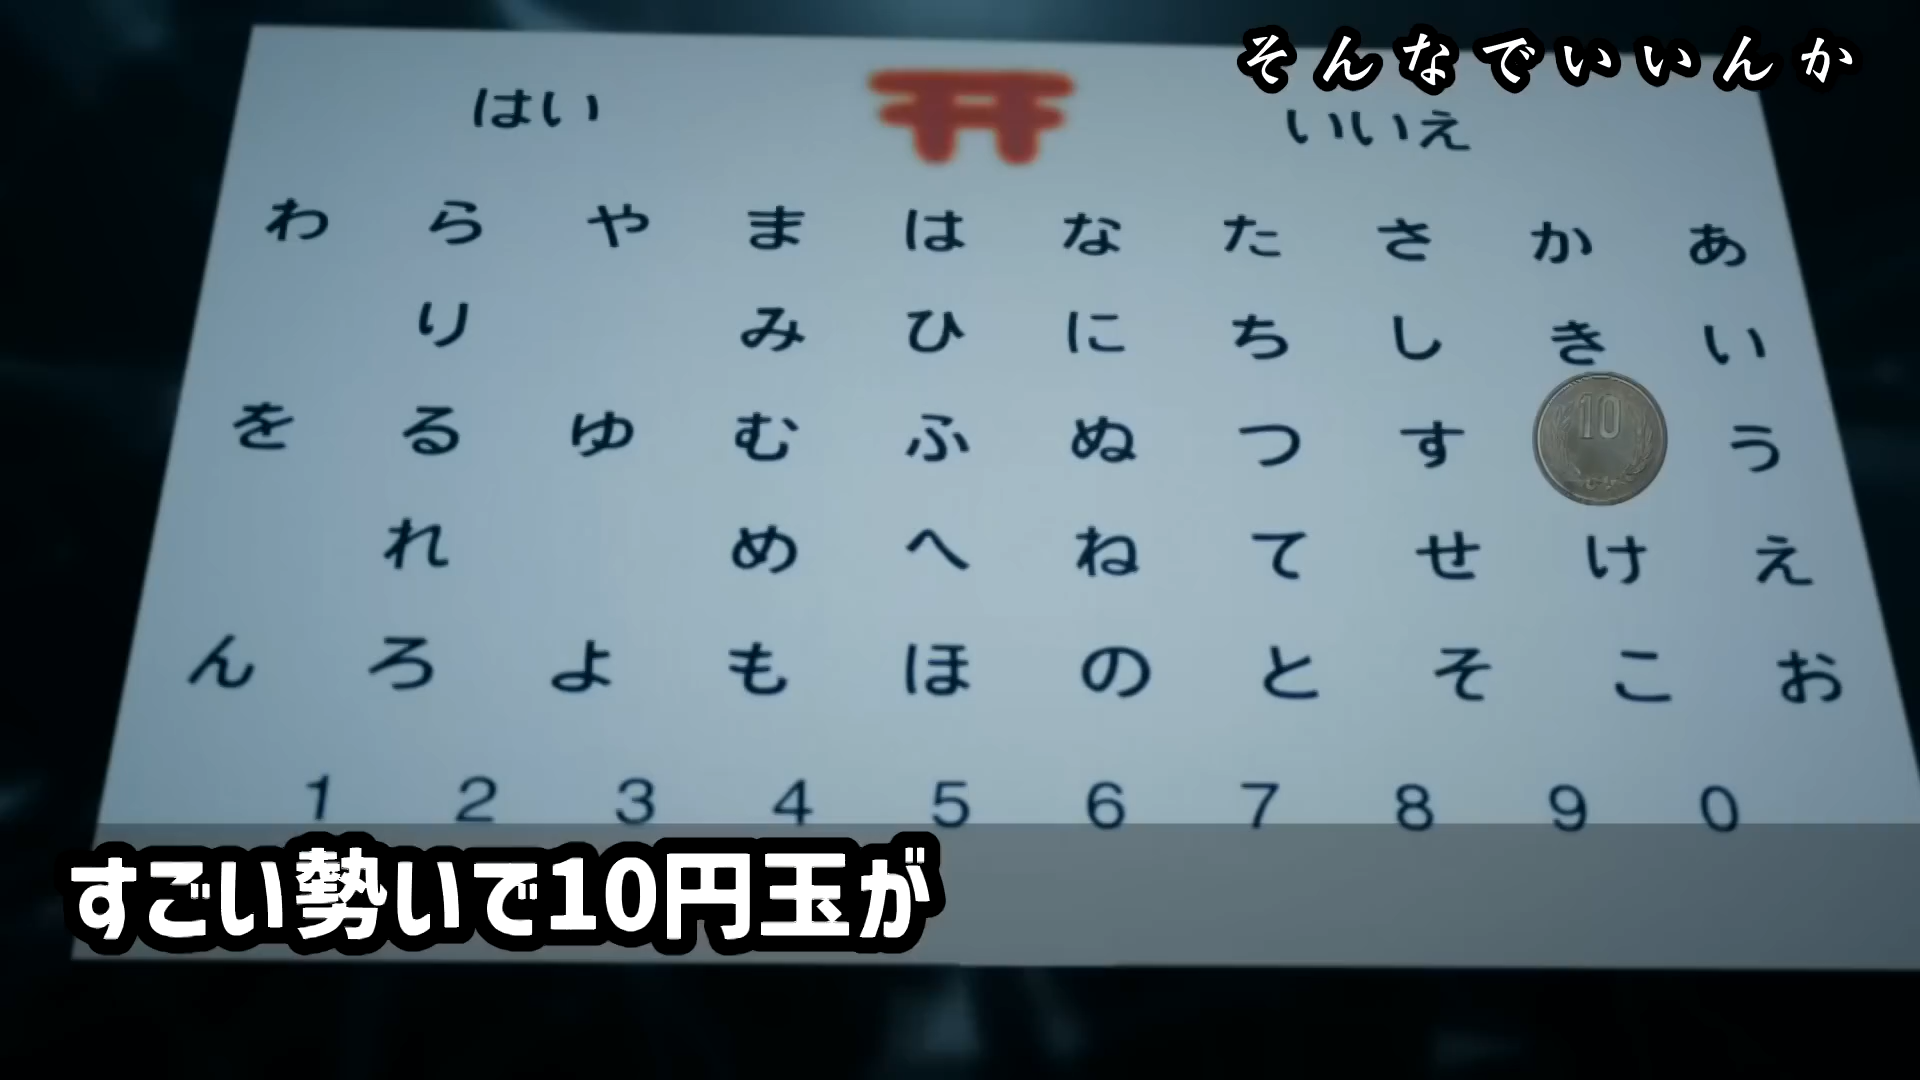 そんなでいいんか
はい いいえ
わ ら や ま は な た さ か あ
り み ひ に ち し き い
を る ゆ む ふ ぬ つ す 10 う
れ め へ ね て せ け え
ん ろ よ も ほ の と そ こ お
1 2 3 4 5 6 7 8 9 0
すごい勢いで10円玉が